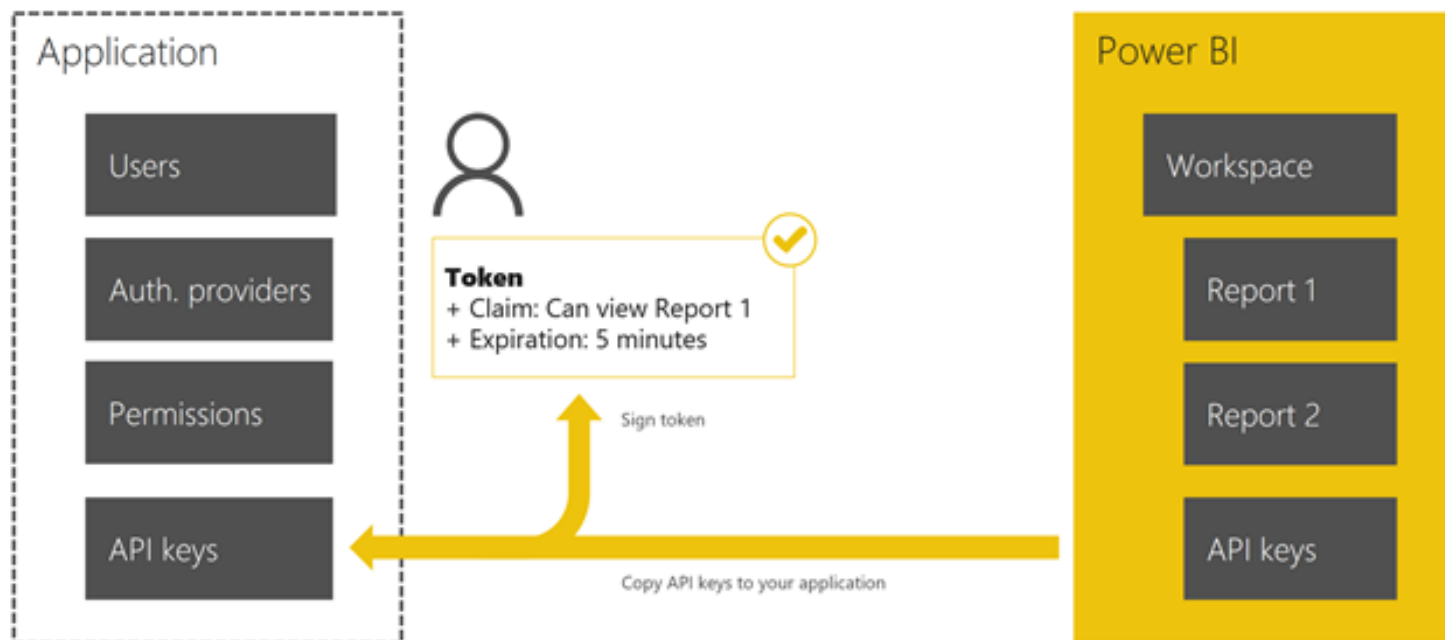 Application
Users
Auth. providers
Permissions
API keys
Token
+ Claim: Can view Report 1
+ Expiration: 5 minutes
Sign token
Copy API keys to your application
Power BI
Workspace
Report 1
Report 2
API keys